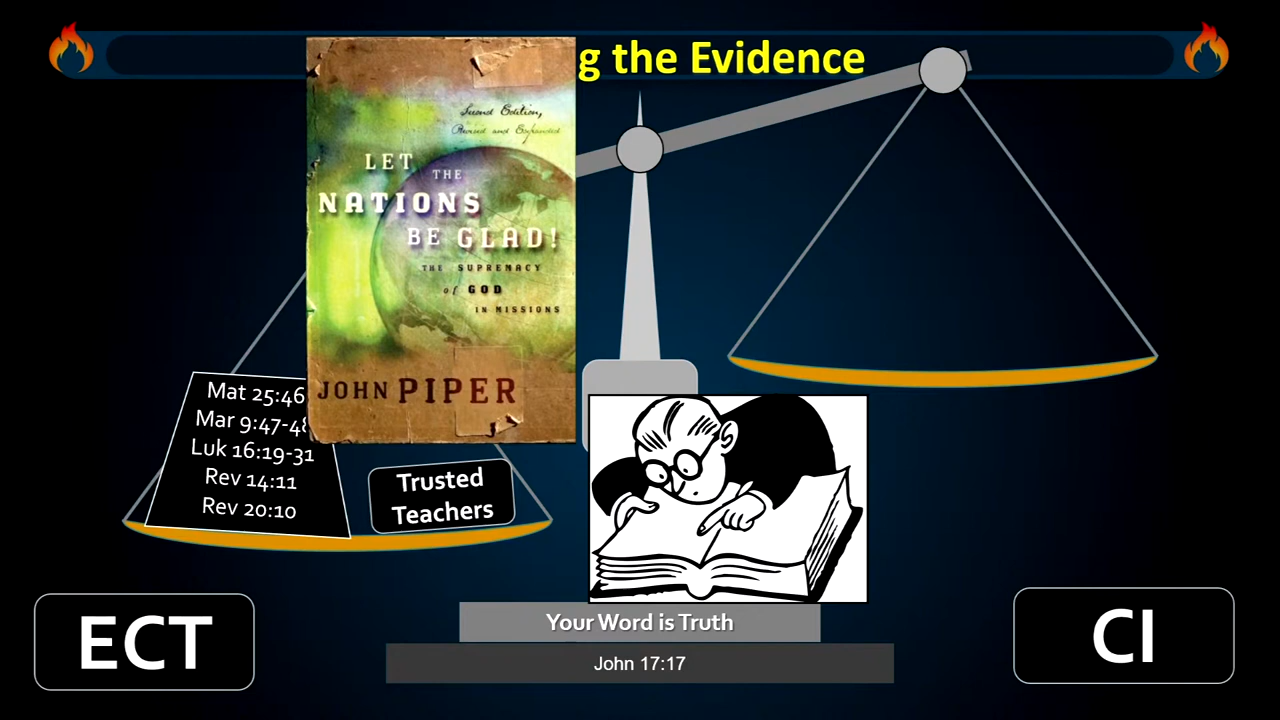 g the Evidence
Second Edition,
Revised and Expanded
LET
THE
NATIONS
BE GLAD!
THE SUPREMACY
of GOD
IN MISSIONS
JOHN PIPER
Mat 25:46
Mar 9:47-48
Luk 16:19-31
Rev 14:11
Rev 20:10
Trusted
Teachers
Your Word is Truth
John 17:17
ECT
CI